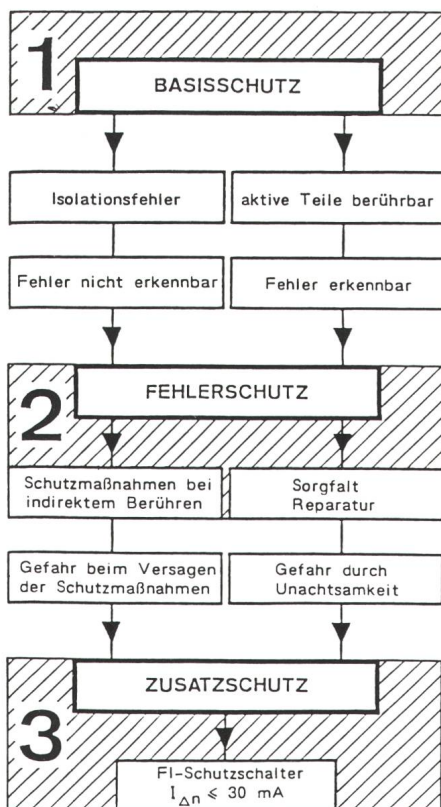 1
BASISSCHUTZ
Isolationsfehler
aktive Teile berührbar
Fehler nicht erkennbar
Fehler erkennbar
2
FEHLERSCHUTZ
Schutzmaßnahmen bei
indirektem Berühren
Sorgfalt
Reparatur
Gefahr beim Versagen
der Schutzmaßnahmen
Gefahr durch
Unachtsamkeit
3
ZUSATZSCHUTZ
FI-Schutzschalter
I∆n ⩽ 30 mA